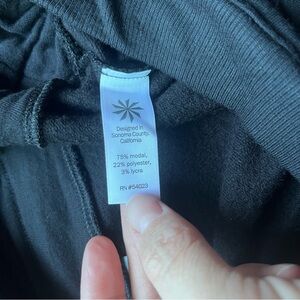 Designed in
Sonoma County,
California
75% modal,
22% polyester,
3% lycra
RN #54023